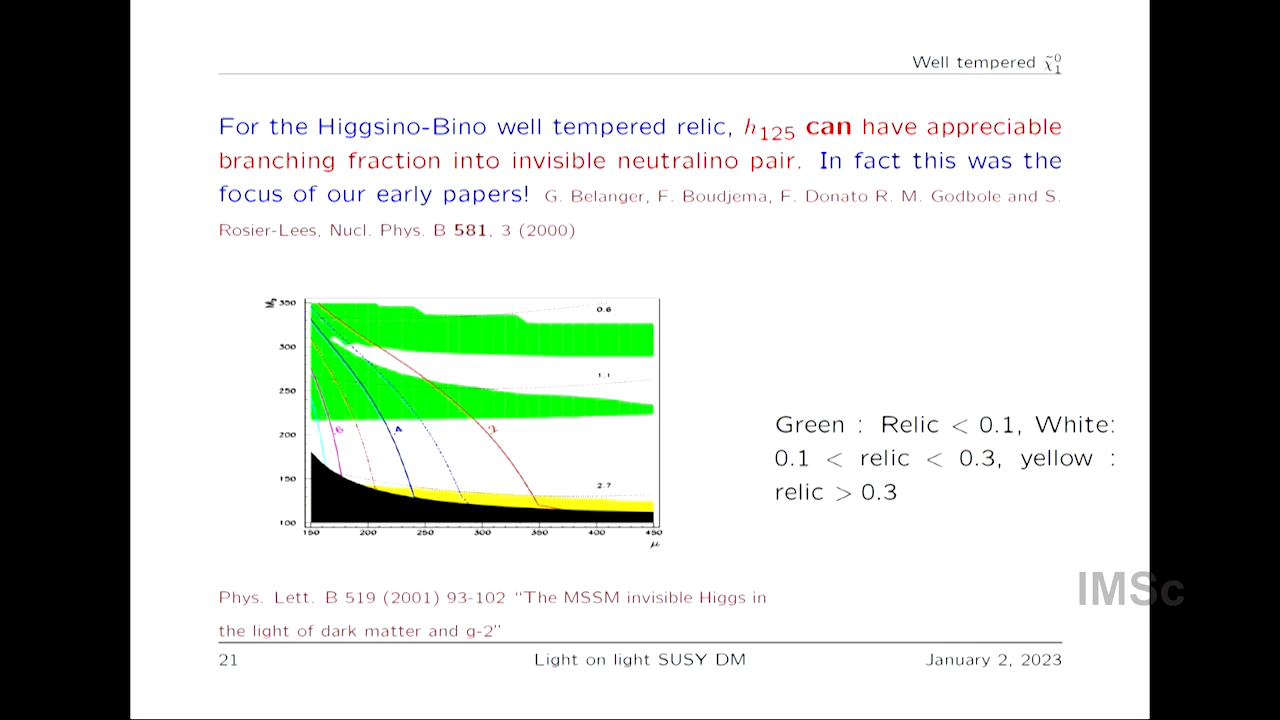 Well tempered χ̃⁰₁
For the Higgsino-Bino well tempered relic, h₁₂₅ can have appreciable
branching fraction into invisible neutralino pair. In fact this was the
focus of our early papers! G. Belanger, F. Boudjema, F. Donato R. M. Godbole and S.
Rosier-Lees, Nucl. Phys. B 581, 3 (2000)
M₂
350
300
250
200
150
100
0.6
1.1
2.7
6
4
2
150 200 250 300 350 400 450
μ
Green : Relic < 0.1, White:
0.1 < relic < 0.3, yellow :
relic > 0.3
IMSc
Phys. Lett. B 519 (2001) 93-102 "The MSSM invisible Higgs in
the light of dark matter and g-2"
21 Light on light SUSY DM January 2, 2023